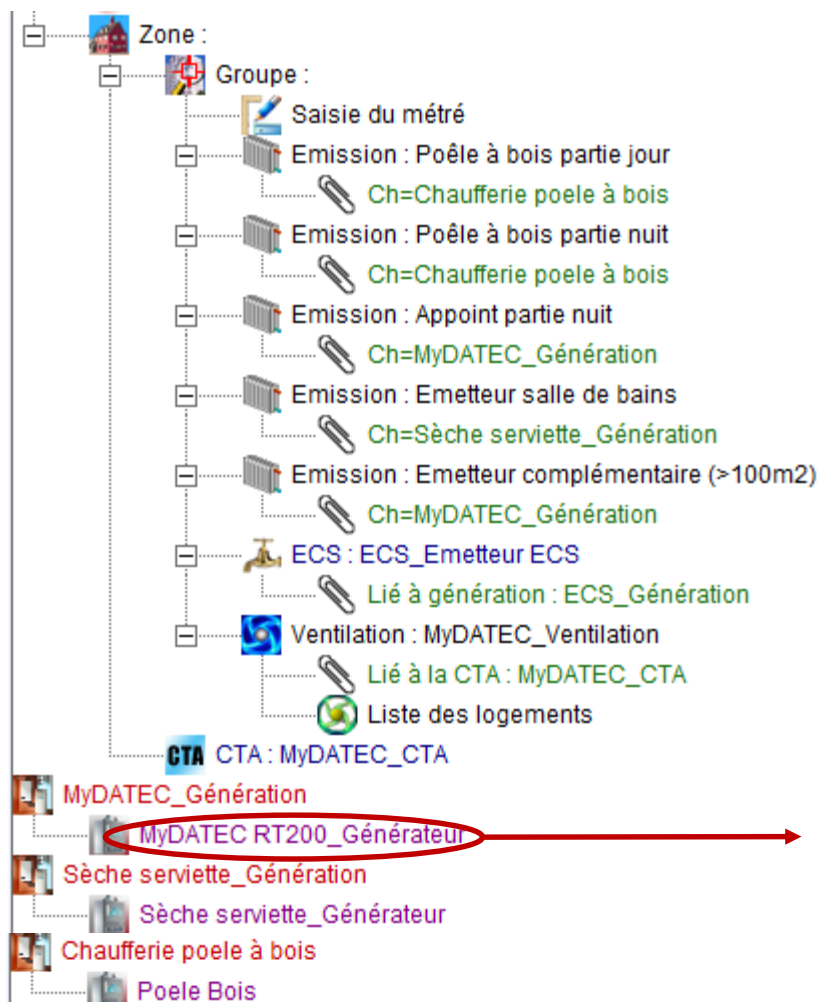 Zone :
Groupe :
Saisie du métré
Emission : Poêle à bois partie jour
Ch=Chaufferie poele à bois
Emission : Poêle à bois partie nuit
Ch=Chaufferie poele à bois
Emission : Appoint partie nuit
Ch=MyDATEC_Génération
Emission : Emetteur salle de bains
Ch=Sèche serviette_Génération
Emission : Emetteur complémentaire (>100m2)
Ch=MyDATEC_Génération
ECS : ECS_Emetteur ECS
Lié à génération : ECS_Génération
Ventilation : MyDATEC_Ventilation
Lié à la CTA : MyDATEC_CTA
Liste des logements
CTA CTA : MyDATEC_CTA
MyDATEC_Génération
MyDATEC RT200_Générateur
Sèche serviette_Génération
Sèche serviette_Générateur
Chaufferie poele à bois
Poele Bois